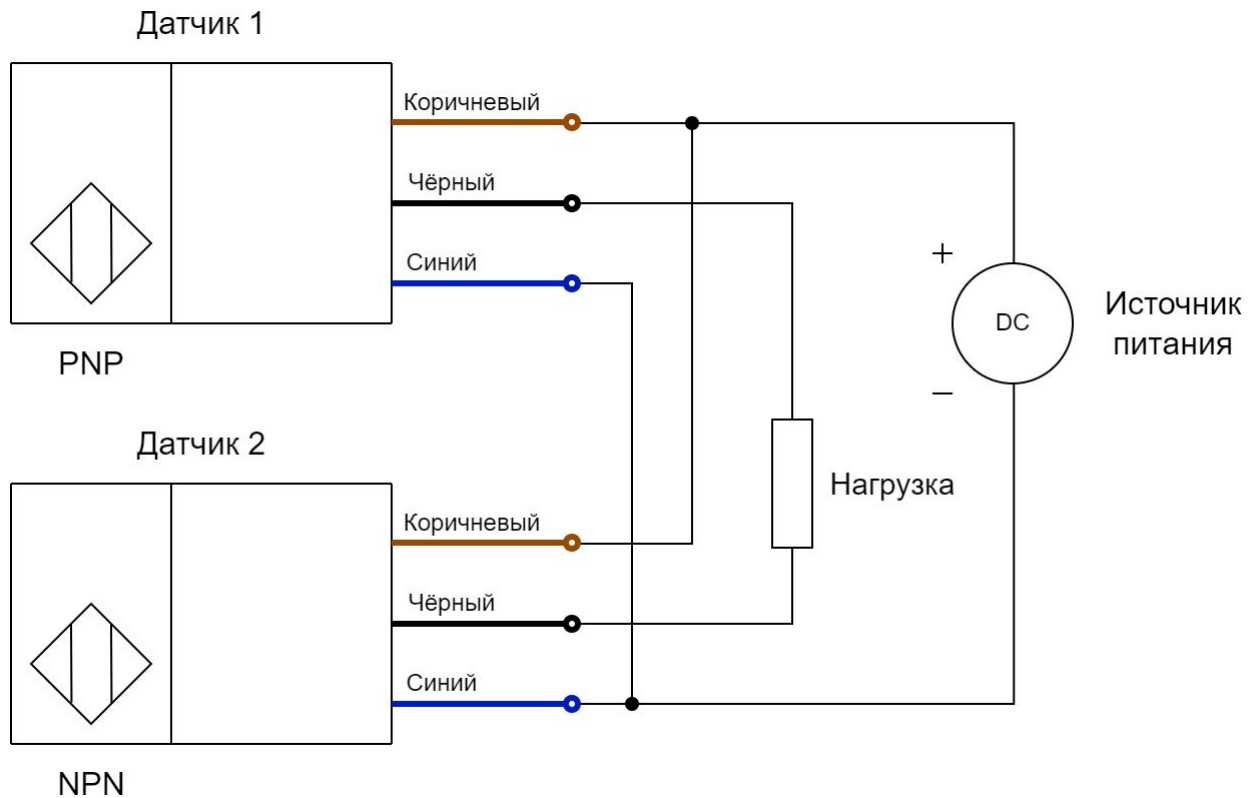 Датчик 1
Коричневый
Чёрный
Синий
PNP
+
DC
−
Источник
питания
Датчик 2
Нагрузка
Коричневый
Чёрный
Синий
NPN